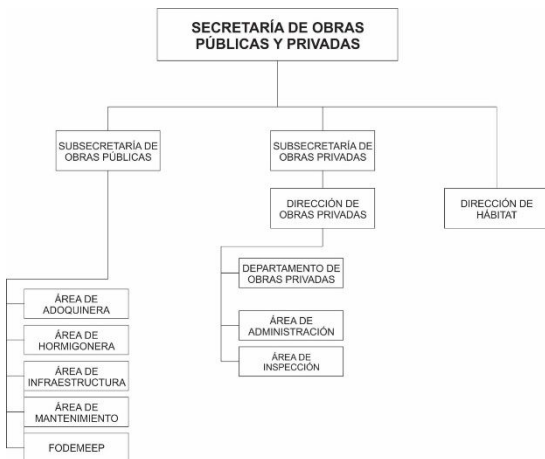 SECRETARÍA DE OBRAS
PÚBLICAS Y PRIVADAS
SUBSECRETARÍA DE
OBRAS PÚBLICAS
SUBSECRETARÍA DE
OBRAS PRIVADAS
DIRECCIÓN DE
OBRAS PRIVADAS
DIRECCIÓN DE
HÁBITAT
DEPARTAMENTO DE
OBRAS PRIVADAS
ÁREA DE
ADMINISTRACIÓN
ÁREA DE
INSPECCIÓN
ÁREA DE
ADOQUINERA
ÁREA DE
HORMIGONERA
ÁREA DE
INFRAESTRUCTURA
ÁREA DE
MANTENIMIENTO
FODEMEEP